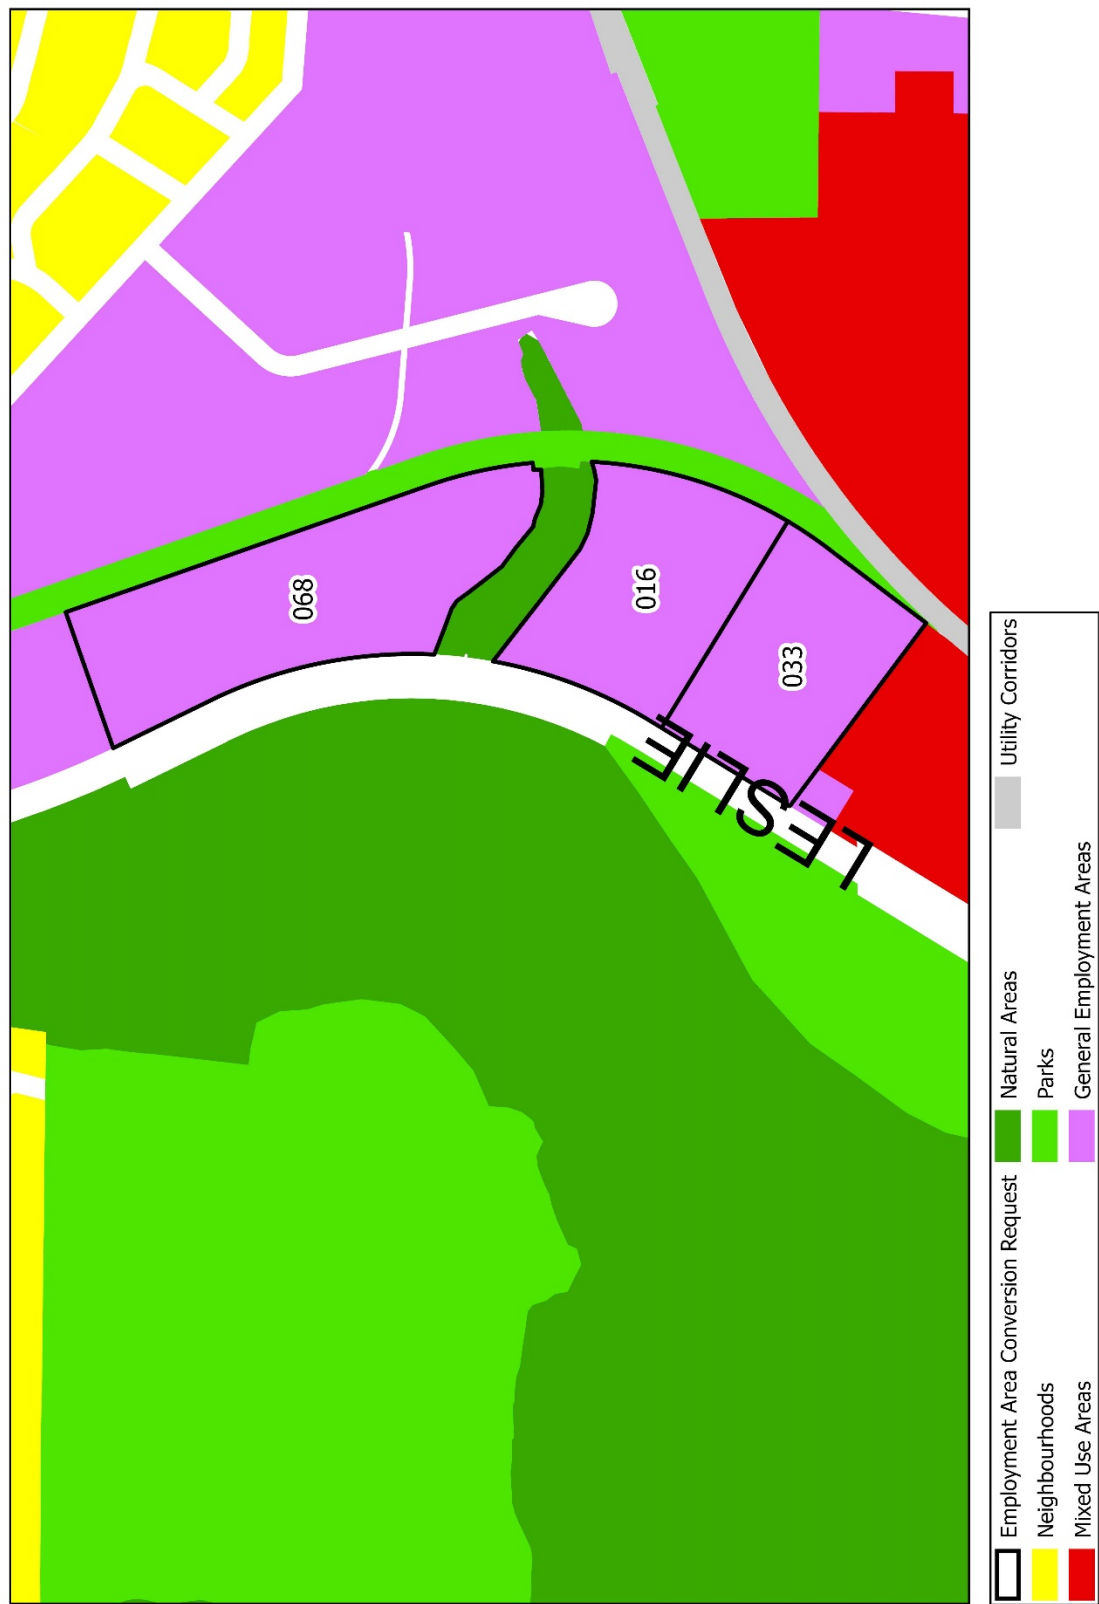 068
016
033
LESLIE
Employment Area Conversion Request
Natural Areas
Utility Corridors
Neighbourhoods
Parks
Mixed Use Areas
General Employment Areas